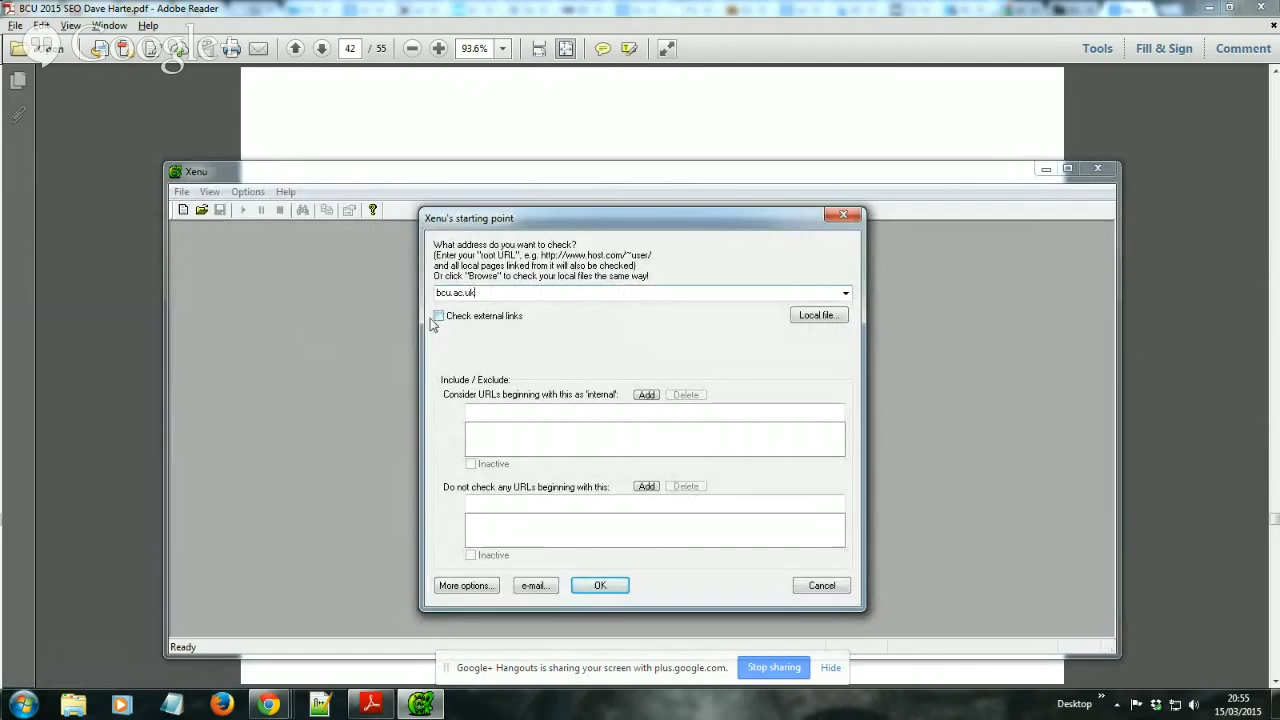 BCU 2015 SEO Dave Harte.pdf - Adobe Reader
File Edit View Window Help
Google+
42 / 55
93.6%
Tools
Fill & Sign
Comment
Xenu
File View Options Help
Xenu's starting point
What address do you want to check?
(Enter your "root URL", e.g. http://www.host.com/~user/
and all local pages linked from it will also be checked)
Or click "Browse" to check your local files the same way!
bcu.ac.uk
Check external links
Local file...
Include / Exclude:
Consider URLs beginning with this as 'internal':
Add
Delete
Inactive
Do not check any URLs beginning with this:
Add
Delete
Inactive
More options...
e-mail...
OK
Cancel
Ready
Google+ Hangouts is sharing your screen with plus.google.com.
Stop sharing
Hide
Desktop
20:55
15/03/2015